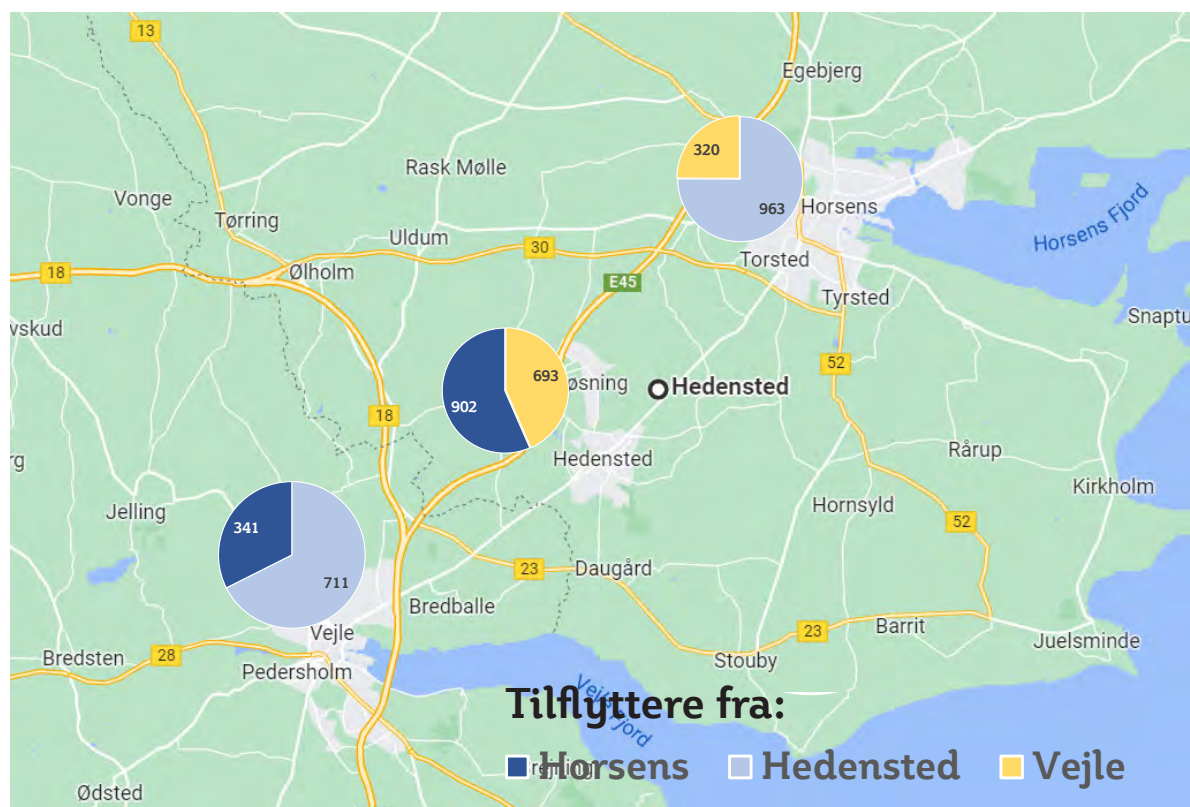 13
Egebjerg
320
963
Rask Mølle
Vonge
Tørring
Uldum
Horsens
Horsens Fjord
30
18
Ølholm
Torsted
E45
Tyrsted
vskud
Snaptu
52
693
902
øsning
Hedensted
18
Hedensted
rg
Rårup
Kirkholm
Jelling
341
711
Hornsyld
52
23
Daugård
Bredballe
Vejle
23
Barrit
Juelsminde
Bredsten
28
Pedersholm
Stouby
Vejle Fjord
Tilflyttere fra:
Horsens Hedensted Vejle
Ødsted